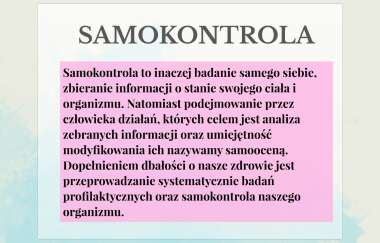 SAMOKONTROLA
Samokontrola to inaczej badanie samego siebie,
zbieranie informacji o stanie swojego ciała i
organizmu. Natomiast podejmowanie przez
człowieka działań, których celem jest analiza
zebranych informacji oraz umiejętność
modyfikowania ich nazywamy samooceną.
Dopełnieniem dbałości o nasze zdrowie jest
przeprowadzanie systematycznie badań
profilaktycznych oraz samokontrola naszego
organizmu.